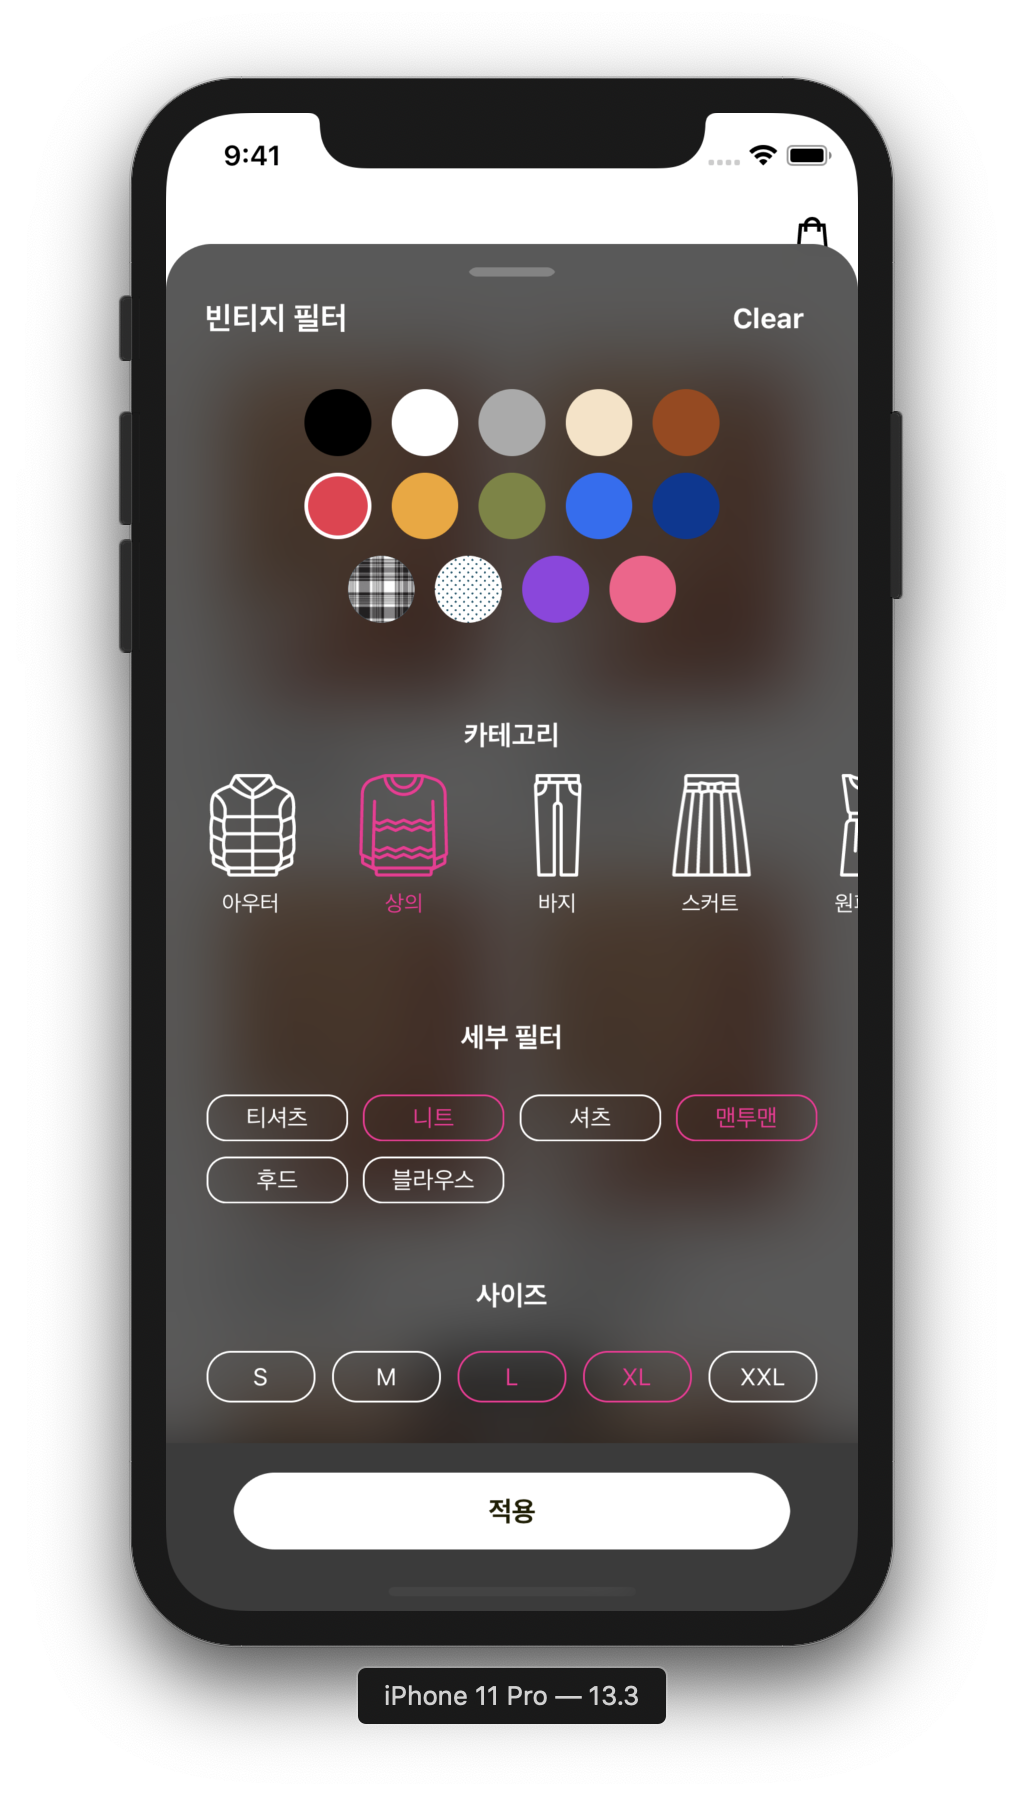 9:41
빈티지 필터
Clear
카테고리
아우터
상의
바지
스커트
원피
세부 필터
티셔츠
니트
셔츠
맨투맨
후드
블라우스
사이즈
S
M
L
XL
XXL
적용
iPhone 11 Pro — 13.3